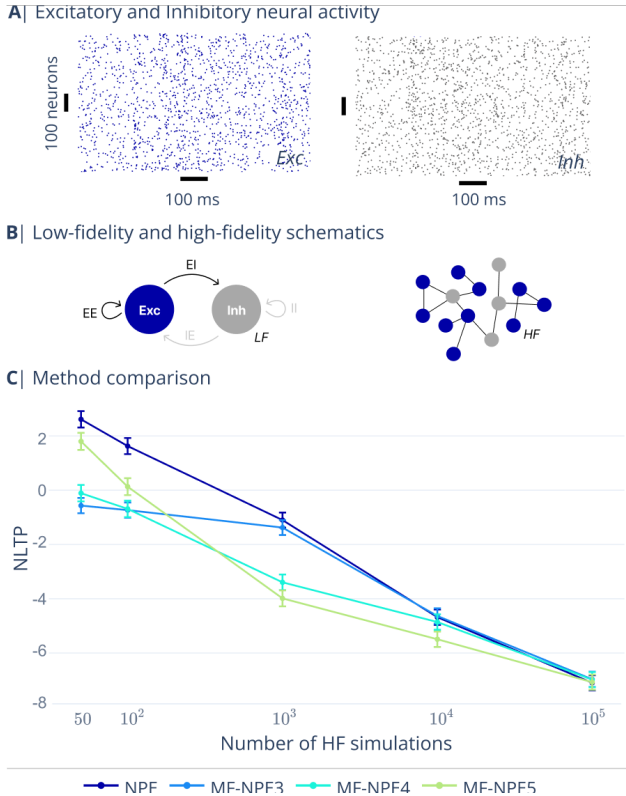 A| Excitatory and Inhibitory neural activity
100 neurons
Exc
Inh
100 ms
100 ms
B| Low-fidelity and high-fidelity schematics
EI
EE
Exc
Inh
II
IE
LF
HF
C| Method comparison
NLTP
2
0
-2
-4
-6
-8
50
10²
10³
10⁴
10⁵
Number of HF simulations
NPE
MF-NPE3
MF-NPE4
MF-NPE5